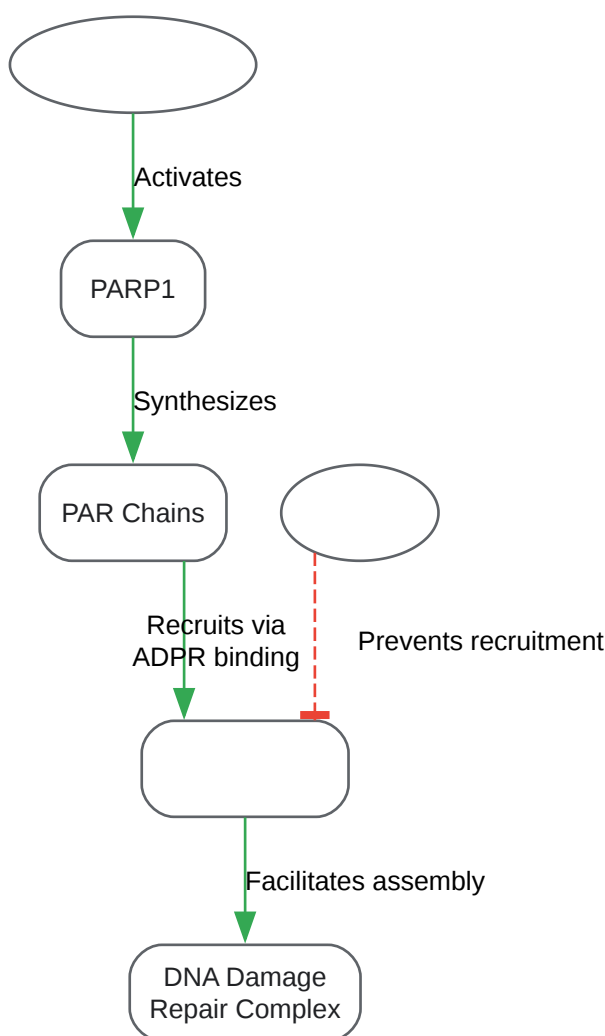 Activates
PARP1
Synthesizes
PAR Chains
Recruits via
ADPR binding
Prevents recruitment
Facilitates assembly
DNA Damage
Repair Complex